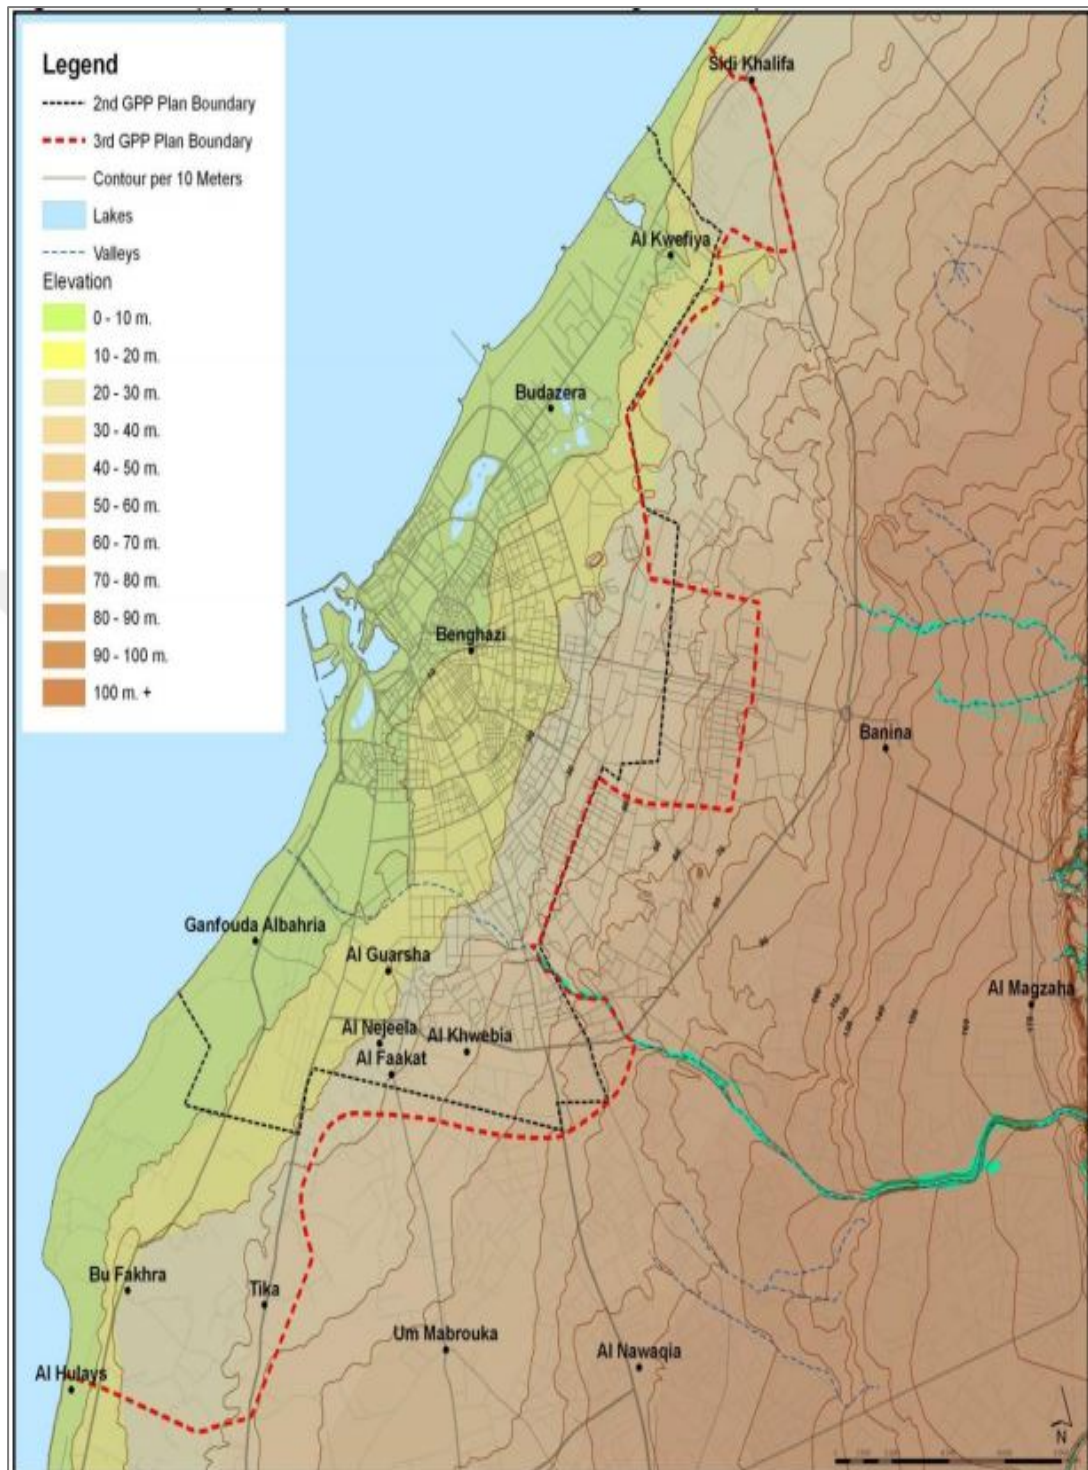 Legend
2nd GPP Plan Boundary
3rd GPP Plan Boundary
Contour per 10 Meters
Lakes
Valleys
Elevation
0 - 10 m.
10 - 20 m.
20 - 30 m.
30 - 40 m.
40 - 50 m.
50 - 60 m.
60 - 70 m.
70 - 80 m.
80 - 90 m.
90 - 100 m.
100 m. +
Sidi Khalifa
Al Kwefiya
Budazera
Benghazi
Banina
Ganfouda Albahria
Al Guarsha
Al Magzaha
Al Nejeela
Al Khwebia
Al Faakat
Bu Fakhra
Tika
Um Mabrouka
Al Nawaqia
Al Hulays
N